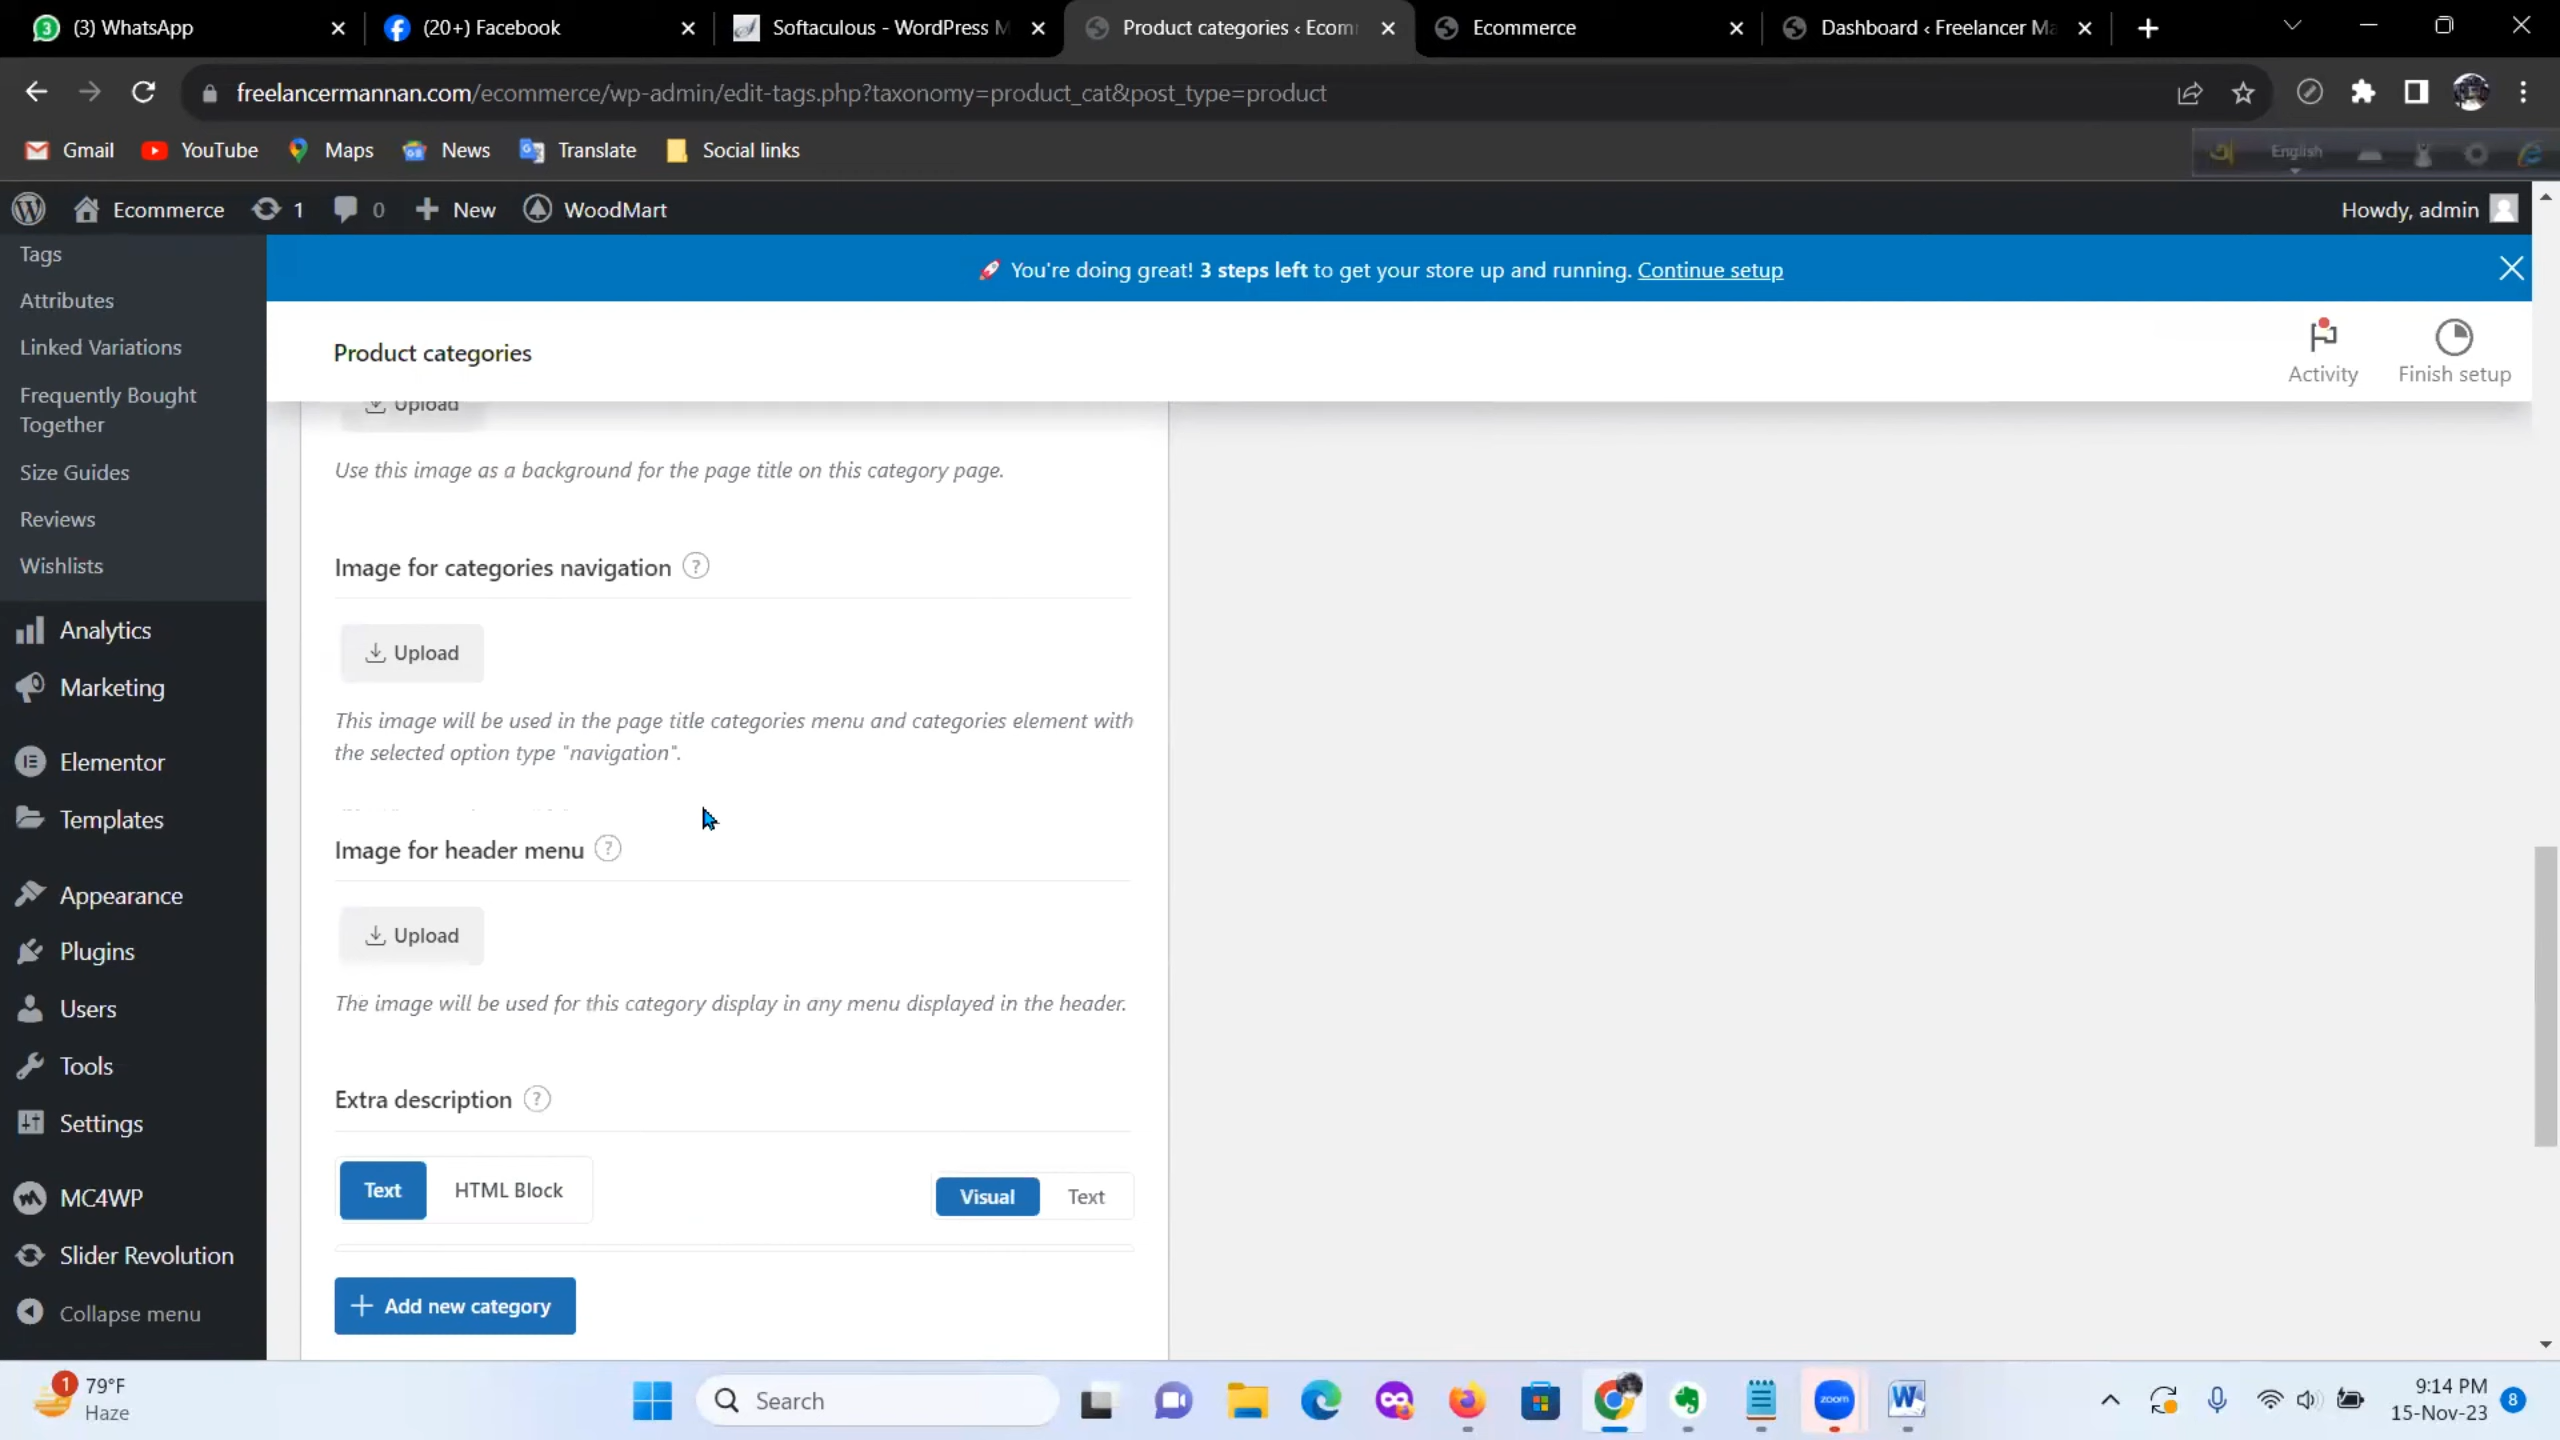 (3) WhatsApp
(20+) Facebook
Softaculous - WordPress M
Product categories ‹ Ecom
Ecommerce
Dashboard ‹ Freelancer Ma
freelancermannan.com/ecommerce/wp-admin/edit-tags.php?taxonomy=product_cat&post_type=product
Gmail
YouTube
Maps
News
Translate
Social links
English
Ecommerce
1
0
New
WoodMart
Howdy, admin
Tags
Attributes
Linked Variations
Frequently Bought
Together
Size Guides
Reviews
Wishlists
Analytics
Marketing
Elementor
Templates
Appearance
Plugins
Users
Tools
Settings
MC4WP
Slider Revolution
Collapse menu
You're doing great! 3 steps left to get your store up and running. Continue setup
Product categories
Activity
Finish setup
Upload
Use this image as a background for the page title on this category page.
Image for categories navigation ?
Upload
This image will be used in the page title categories menu and categories element with
the selected option type "navigation".
Image for header menu ?
Upload
The image will be used for this category display in any menu displayed in the header.
Extra description ?
Text
HTML Block
Visual
Text
+ Add new category
1
79°F
Haze
Search
zoom
9:14 PM
15-Nov-23
8